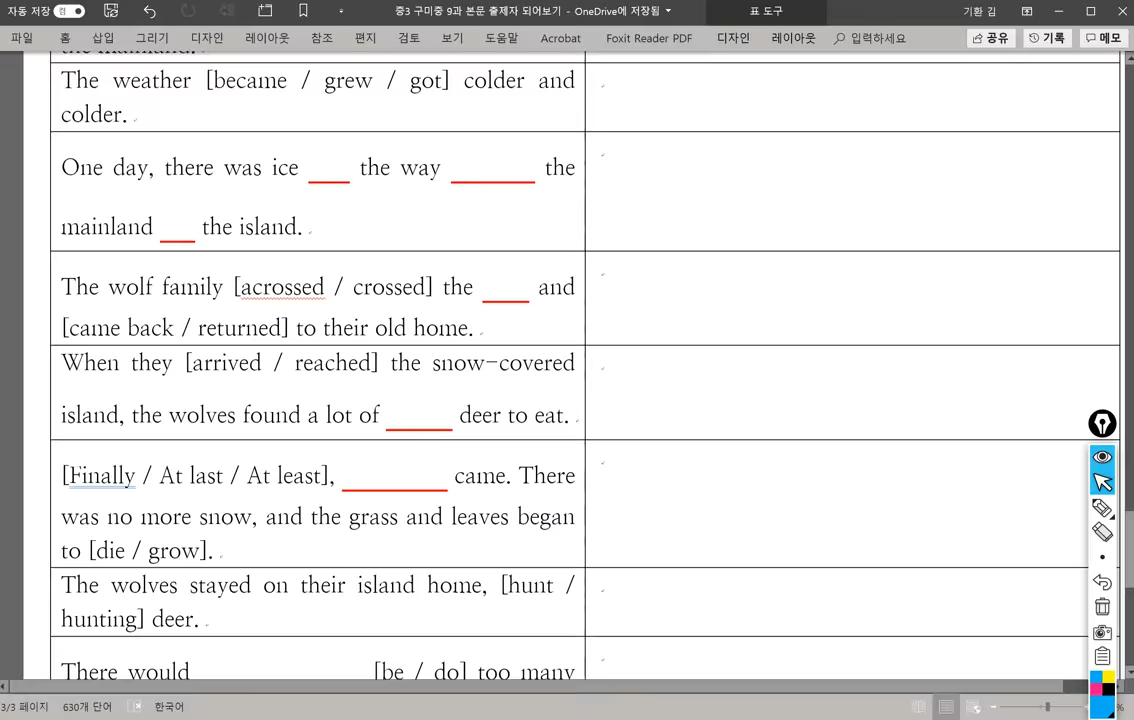 자동 저장 켬 중3 구미중 9과 본문 출제자 되어보기 - OneDrive에 저장됨 표 도구 기환 김
파일 홈 삽입 그리기 디자인 레이아웃 참조 편지 검토 보기 도움말 Acrobat Foxit Reader PDF 디자인 레이아웃 입력하세요 공유 기록 메모
the mainland.
The weather [became / grew / got] colder and
colder.
One day, there was ice ____ the way ____ the
mainland ____ the island.
The wolf family [acrossed / crossed] the ____ and
[came back / returned] to their old home.
When they [arrived / reached] the snow-covered
island, the wolves found a lot of ____ deer to eat.
[Finally / At last / At least], ____ came. There
was no more snow, and the grass and leaves began
to [die / grow].
The wolves stayed on their island home, [hunt /
hunting] deer.
There would [be / do] too many
3/3 페이지 630개 단어 한국어 %